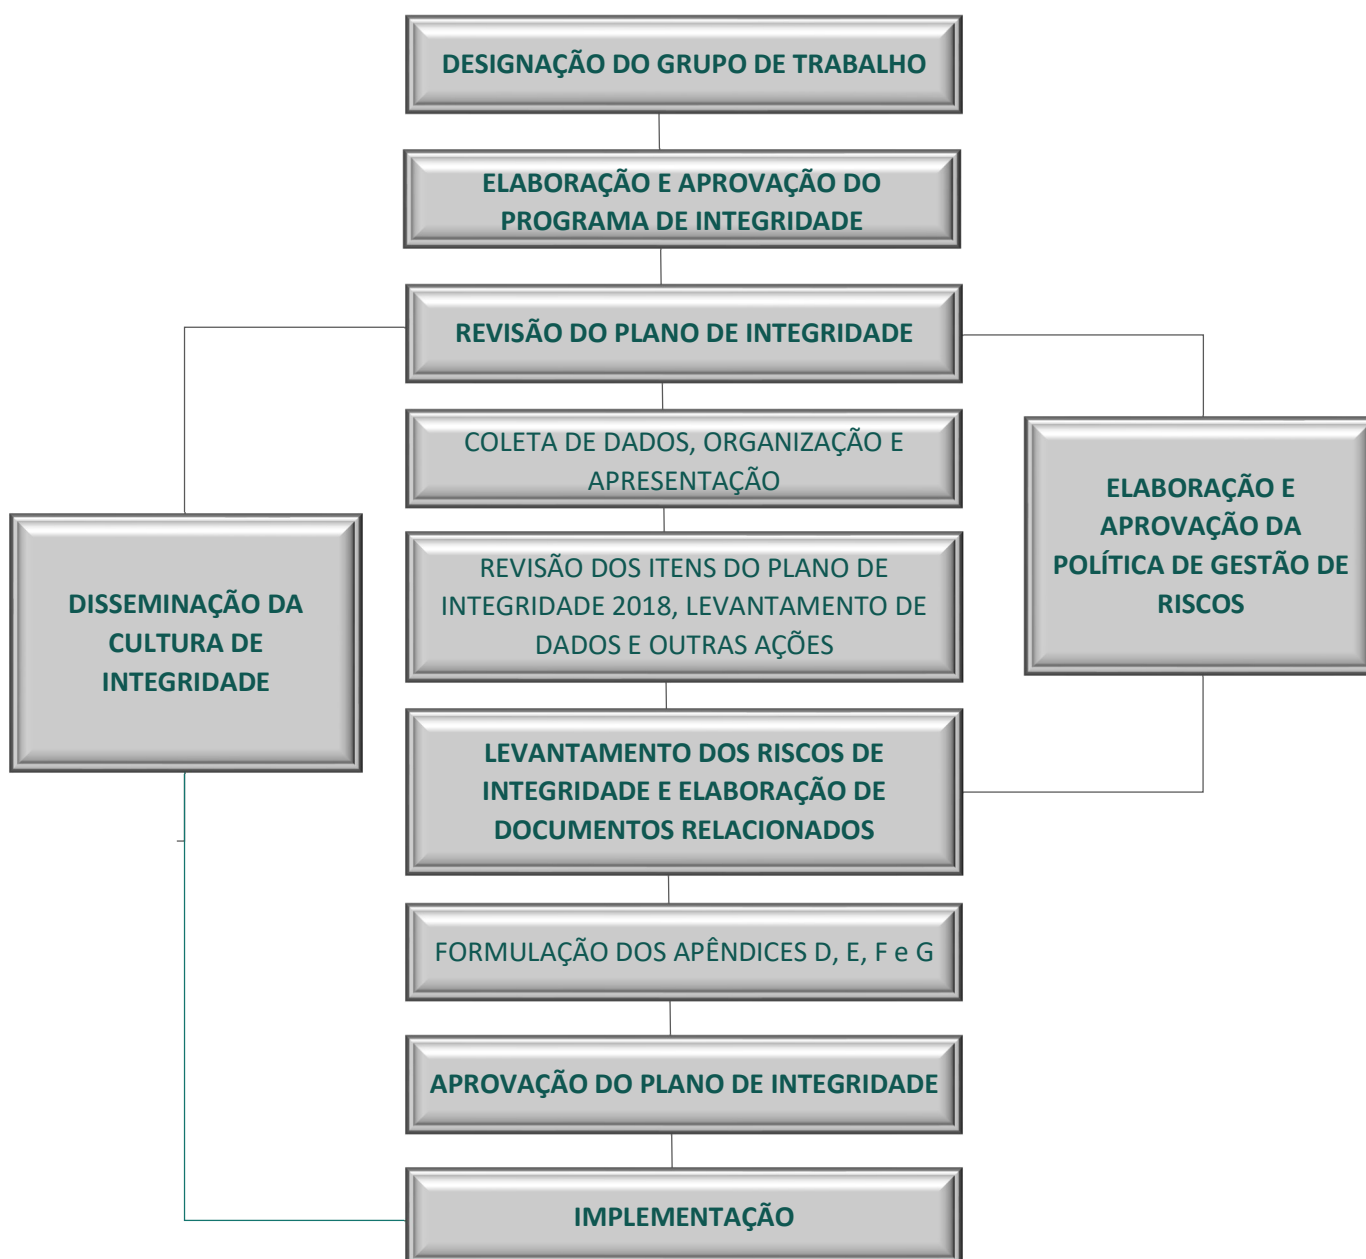 DESIGNAÇÃO DO GRUPO DE TRABALHO
ELABORAÇÃO E APROVAÇÃO DO
PROGRAMA DE INTEGRIDADE
REVISÃO DO PLANO DE INTEGRIDADE
COLETA DE DADOS, ORGANIZAÇÃO E
APRESENTAÇÃO
REVISÃO DOS ITENS DO PLANO DE
INTEGRIDADE 2018, LEVANTAMENTO DE
DADOS E OUTRAS AÇÕES
DISSEMINAÇÃO DA
CULTURA DE
INTEGRIDADE
ELABORAÇÃO E
APROVAÇÃO DA
POLÍTICA DE GESTÃO DE
RISCOS
LEVANTAMENTO DOS RISCOS DE
INTEGRIDADE E ELABORAÇÃO DE
DOCUMENTOS RELACIONADOS
FORMULAÇÃO DOS APÊNDICES D, E, F e G
APROVAÇÃO DO PLANO DE INTEGRIDADE
IMPLEMENTAÇÃO